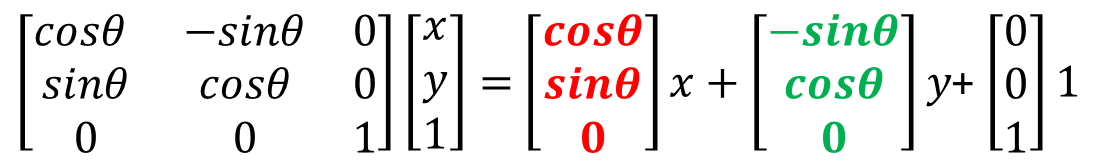 [cosθ −sinθ 0] [x] = [cosθ] x + [−sinθ] y+ [0] 1
[sinθ cosθ 0] [y] [sinθ] [cosθ] [0]
[0 0 1] [1] [0] [0] [1]